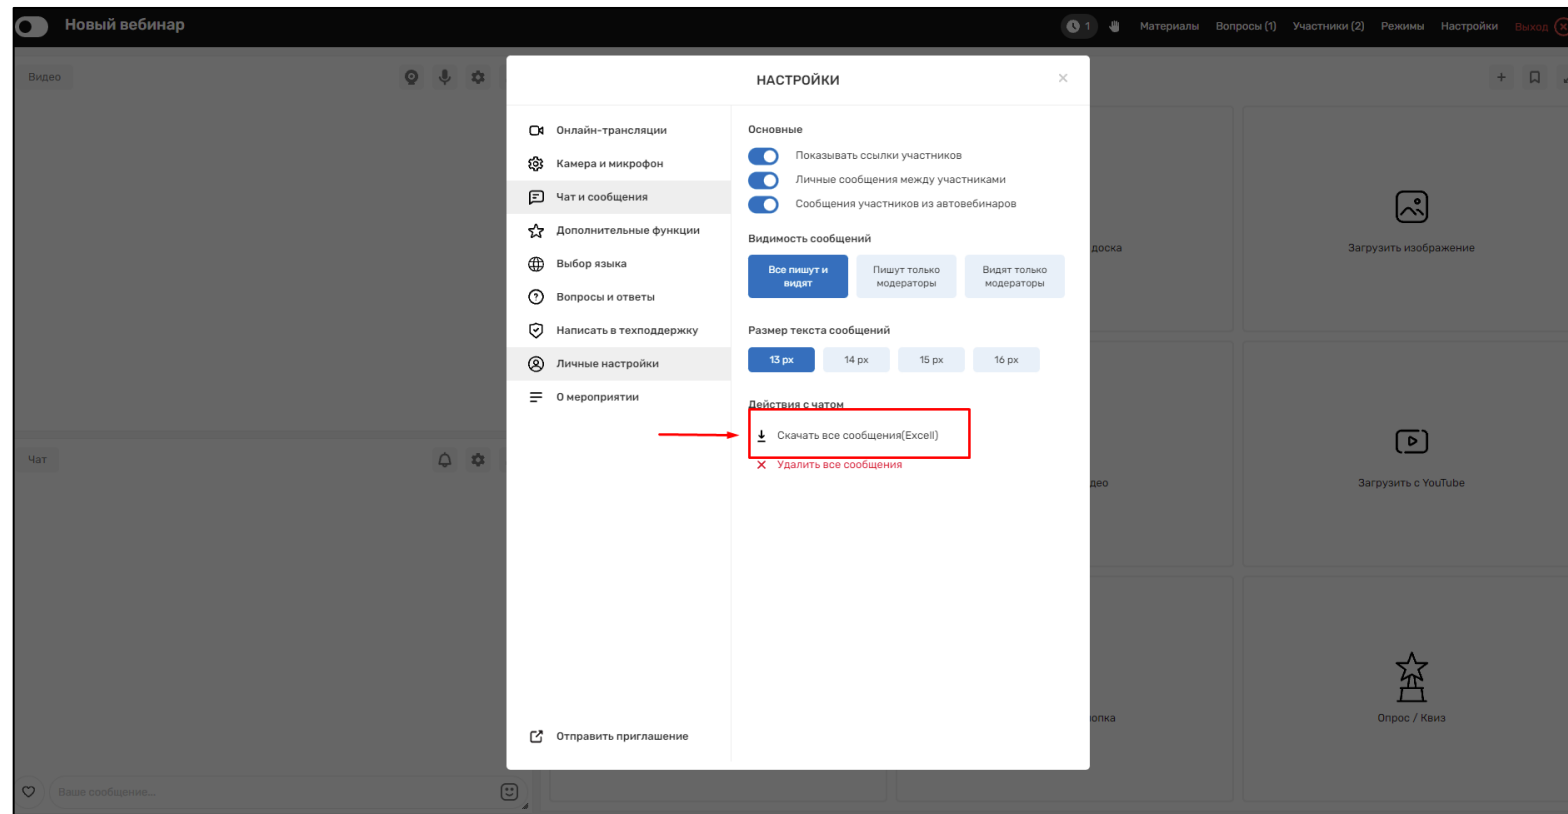 Новый вебинар
1
Материалы
Вопросы (1)
Участники (2)
Режимы
Настройки
Выход
Видео
НАСТРОЙКИ
Онлайн-трансляции
Камера и микрофон
Чат и сообщения
Дополнительные функции
Выбор языка
Вопросы и ответы
Написать в техподдержку
Личные настройки
О мероприятии
Отправить приглашение
Основные
Показывать ссылки участников
Личные сообщения между участниками
Сообщения участников из автовебинаров
Видимость сообщений
Все пишут и
видят
Пишут только
модераторы
Видят только
модераторы
Размер текста сообщений
13 px
14 px
15 px
16 px
Действия с чатом
Скачать все сообщения(Excell)
Удалить все сообщения
доска
Загрузить изображение
део
Загрузить с YouTube
опка
Опрос / Квиз
Чат
Ваше сообщение...